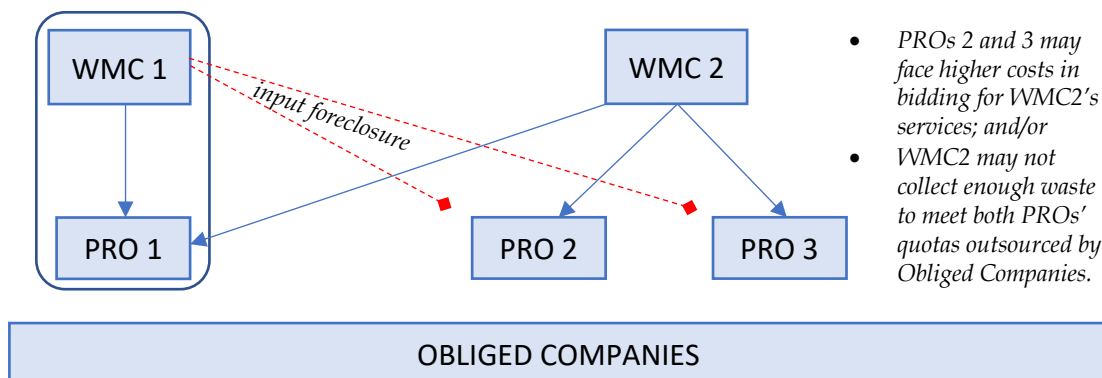 WMC 1
WMC 2
input foreclosure
PRO 1
PRO 2
PRO 3
• PROs 2 and 3 may
face higher costs in
bidding for WMC2's
services; and/or
• WMC2 may not
collect enough waste
to meet both PROs'
quotas outsourced by
Obliged Companies.
OBLIGED COMPANIES